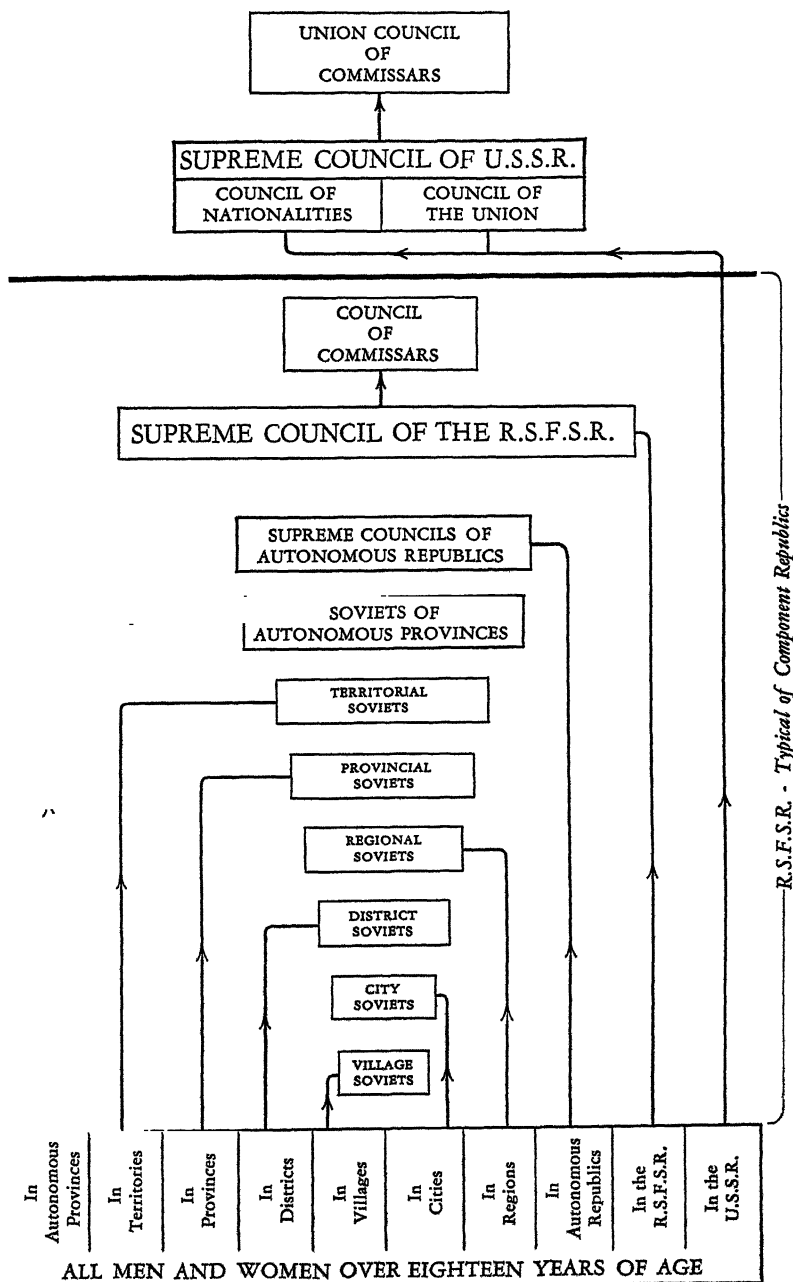 UNION COUNCIL
OF
COMMISSARS
SUPREME COUNCIL OF U.S.S.R.
COUNCIL OF
NATIONALITIES
COUNCIL OF
THE UNION
COUNCIL
OF
COMMISSARS
SUPREME COUNCIL OF THE R.S.F.S.R.
SUPREME COUNCILS OF
AUTONOMOUS REPUBLICS
SOVIETS OF
AUTONOMOUS PROVINCES
TERRITORIAL
SOVIETS
PROVINCIAL
SOVIETS
REGIONAL
SOVIETS
DISTRICT
SOVIETS
CITY
SOVIETS
VILLAGE
SOVIETS
R.S.F.S.R. - Typical of Component Republics
In
Autonomous
Provinces
In
Territories
In
Provinces
In
Districts
In
Villages
In
Cities
In
Regions
In
Autonomous
Republics
In the
R.S.F.S.R.
In the
U.S.S.R.
ALL MEN AND WOMEN OVER EIGHTEEN YEARS OF AGE